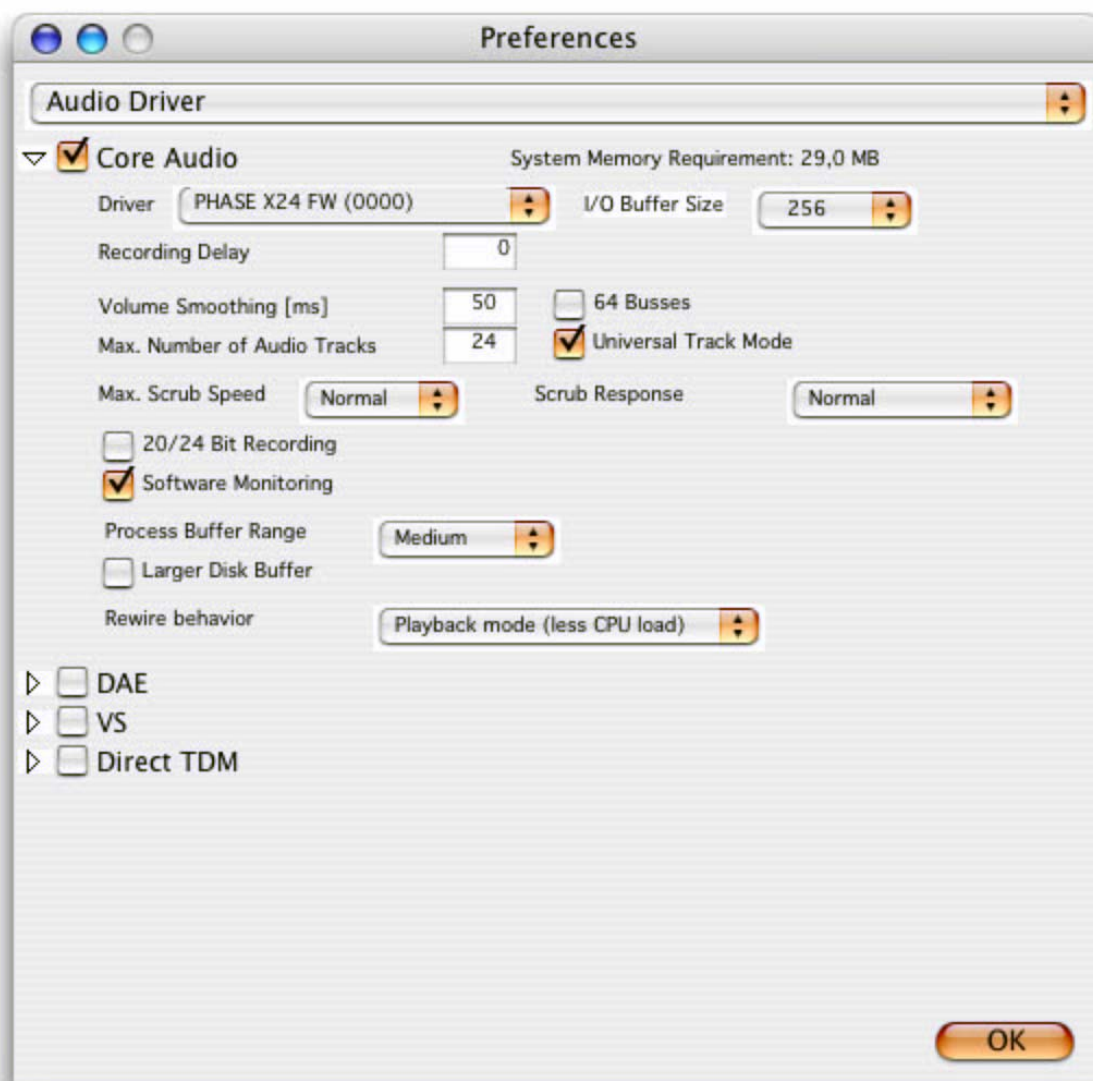 Preferences
Audio Driver
Core Audio System Memory Requirement: 29,0 MB
Driver PHASE X24 FW (0000) I/O Buffer Size 256
Recording Delay 0
Volume Smoothing [ms] 50 64 Busses
Max. Number of Audio Tracks 24 Universal Track Mode
Max. Scrub Speed Normal Scrub Response Normal
20/24 Bit Recording
Software Monitoring
Process Buffer Range Medium
Larger Disk Buffer
Rewire behavior Playback mode (less CPU load)
DAE
VS
Direct TDM
OK